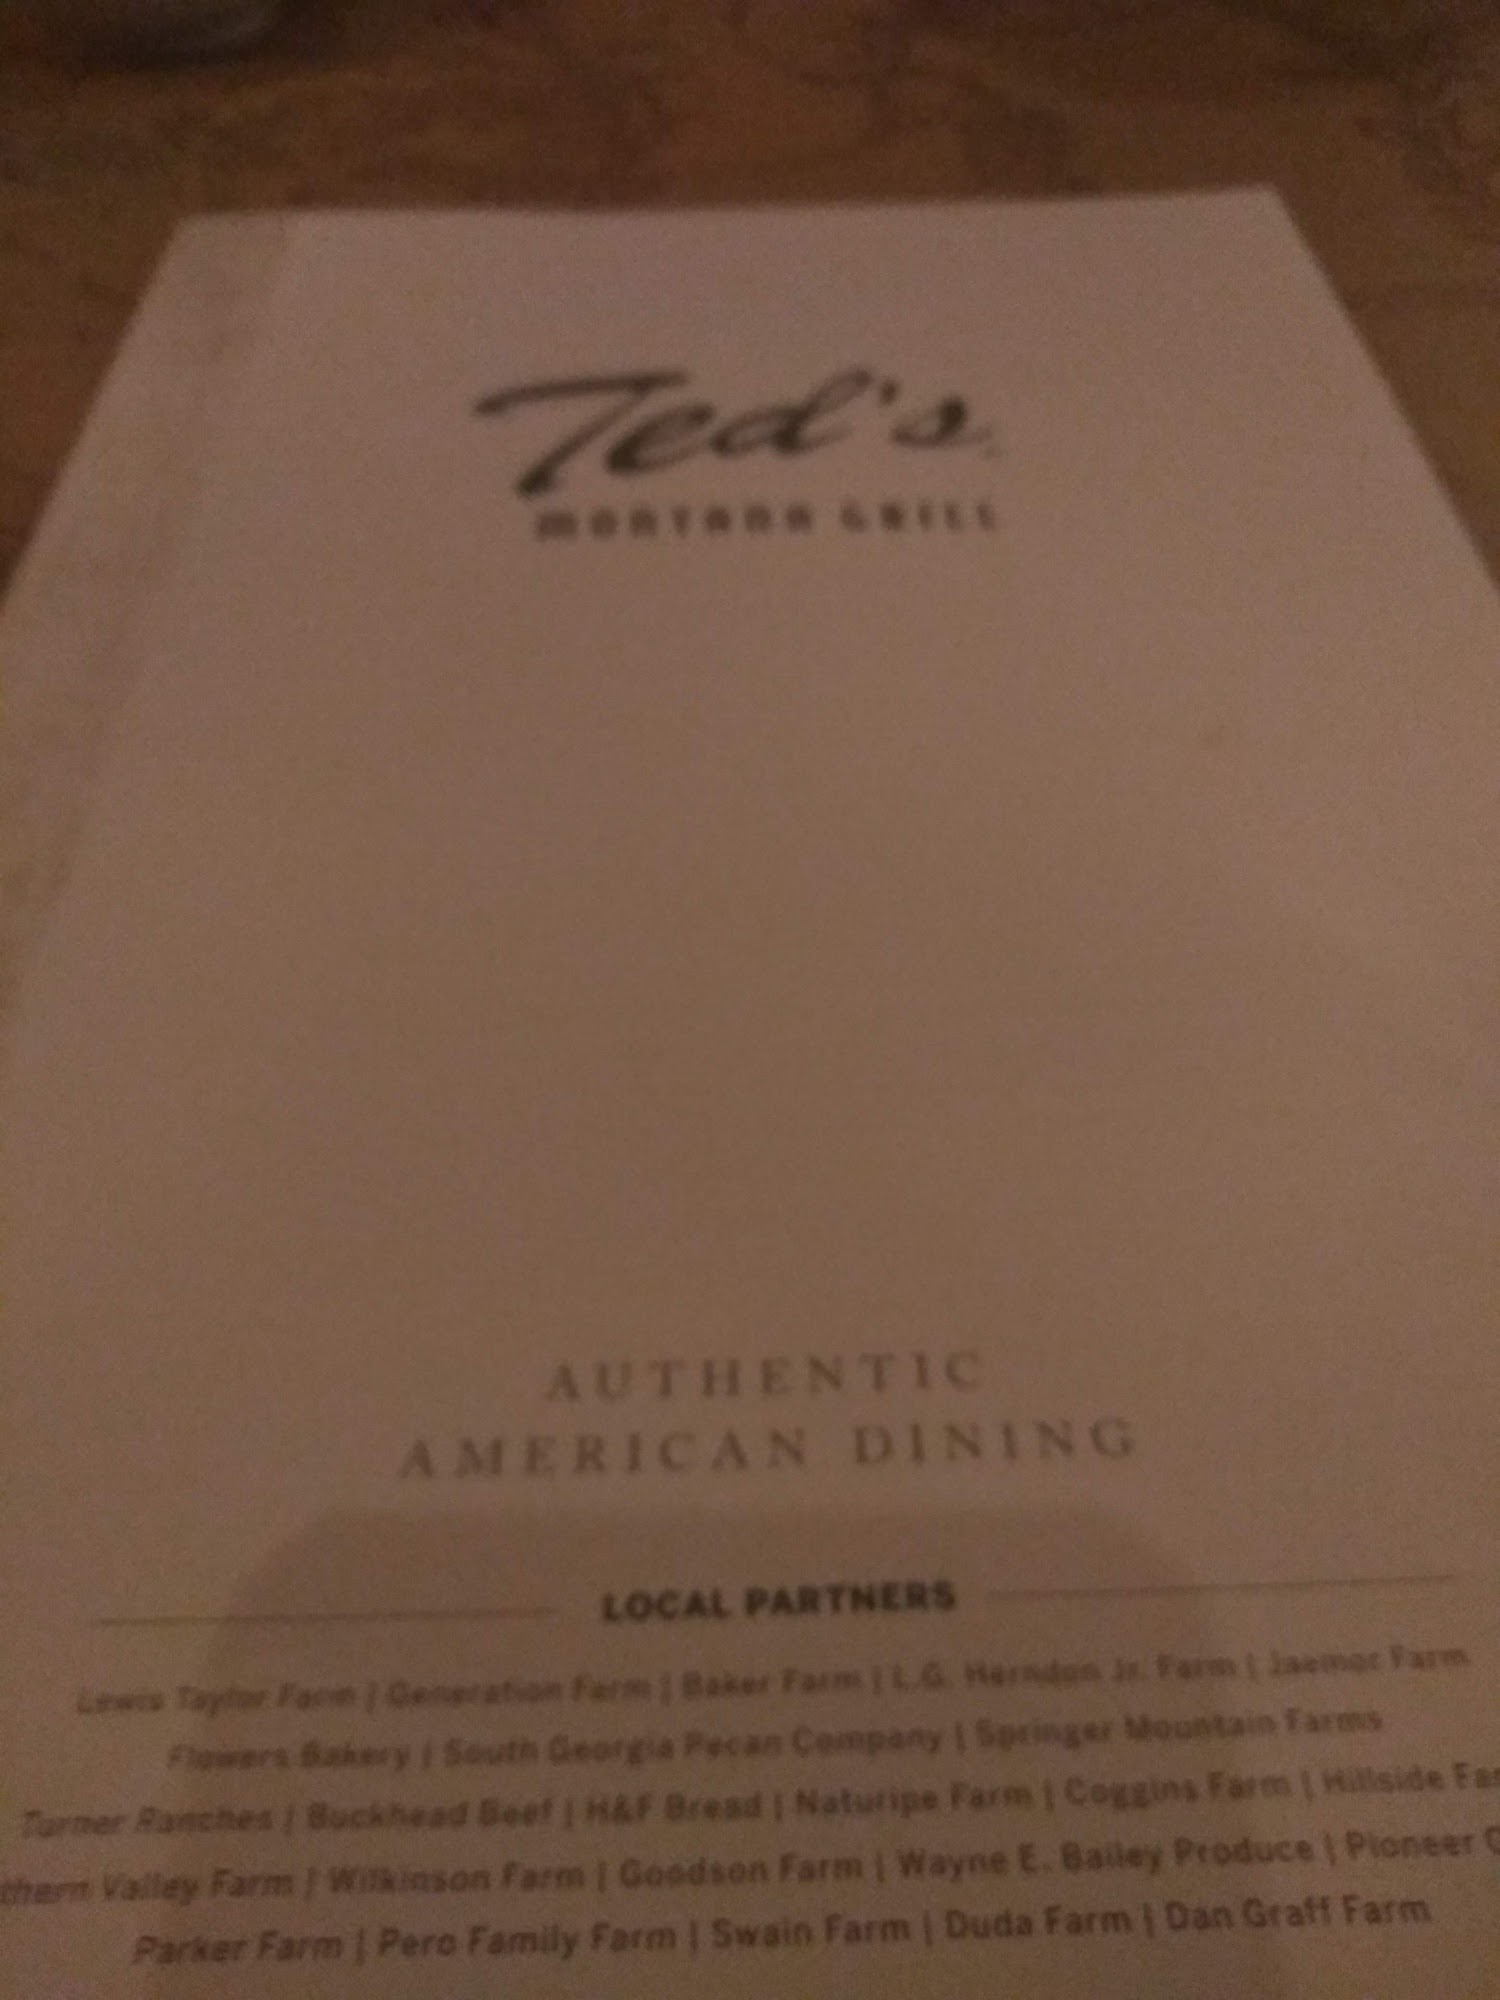 Ted's
MONTANA GRILL
AUTHENTIC
AMERICAN DINING
LOCAL PARTNERS
Lewis Taylor Farm | Generation Farm | Baker Farm | L.G. Herndon Jr. Farm | Jaemor Farm
Flowers Bakery | South Georgia Pecan Company | Springer Mountain Farms
Turner Ranches | Buckhead Beef | H&F Bread | Naturipe Farm | Coggins Farm | Hillside Far
thern Valley Farm | Wilkinson Farm | Goodson Farm | Wayne E. Bailey Produce | Pioneer
Parker Farm | Pero Family Farm | Swain Farm | Duda Farm | Dan Graff Farm